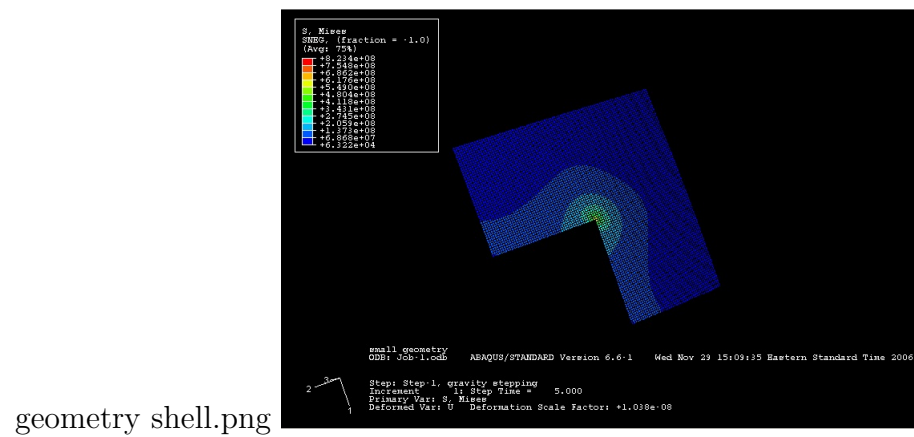 S, Mises
SNEG, (fraction = -1.0)
(Avg: 75%)
+8.234e+08
+7.548e+08
+6.862e+08
+6.176e+08
+5.490e+08
+4.804e+08
+4.118e+08
+3.431e+08
+2.745e+08
+2.059e+08
+1.373e+08
+6.868e+07
+6.322e+04
small geometry
ODB: Job-1.odb ABAQUS/STANDARD Version 6.6-1 Wed Nov 29 15:09:35 Eastern Standard Time 2006
2 3 1
Step: Step-1, gravity stepping
Increment 1: Step Time = 5.000
Primary Var: S, Mises
Deformed Var: U Deformation Scale Factor: +1.038e-08
geometry shell.png